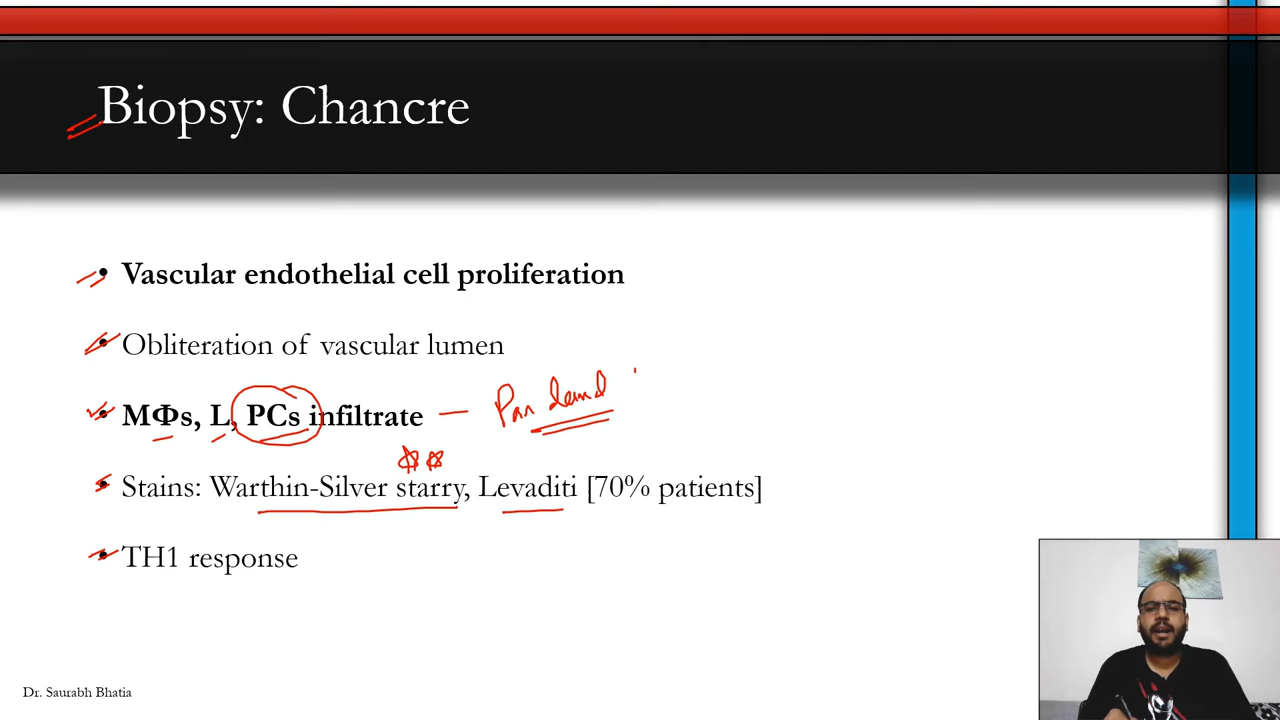 Biopsy: Chancre
• Vascular endothelial cell proliferation
• Obliteration of vascular lumen
• MΦs, L, PCs infiltrate — Pan
• Stains: Warthin-Silver starry, Levaditi [70% patients]
• TH1 response
Dr. Saurabh Bhatia